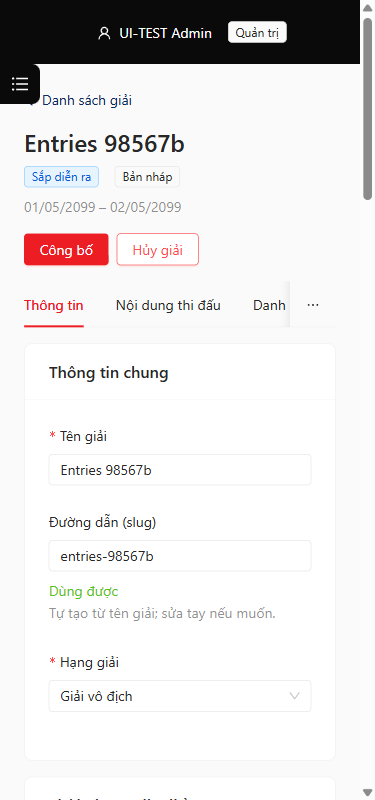 UI-TEST Admin
Quản trị
Danh sách giải
Entries 98567b
Sắp diễn ra
Bản nháp
01/05/2099 – 02/05/2099
Công bố
Hủy giải
Thông tin
Nội dung thi đấu
Danh
···
Thông tin chung
* Tên giải
Entries 98567b
Đường dẫn (slug)
entries-98567b
Dùng được
Tự tạo từ tên giải; sửa tay nếu muốn.
* Hạng giải
Giải vô địch